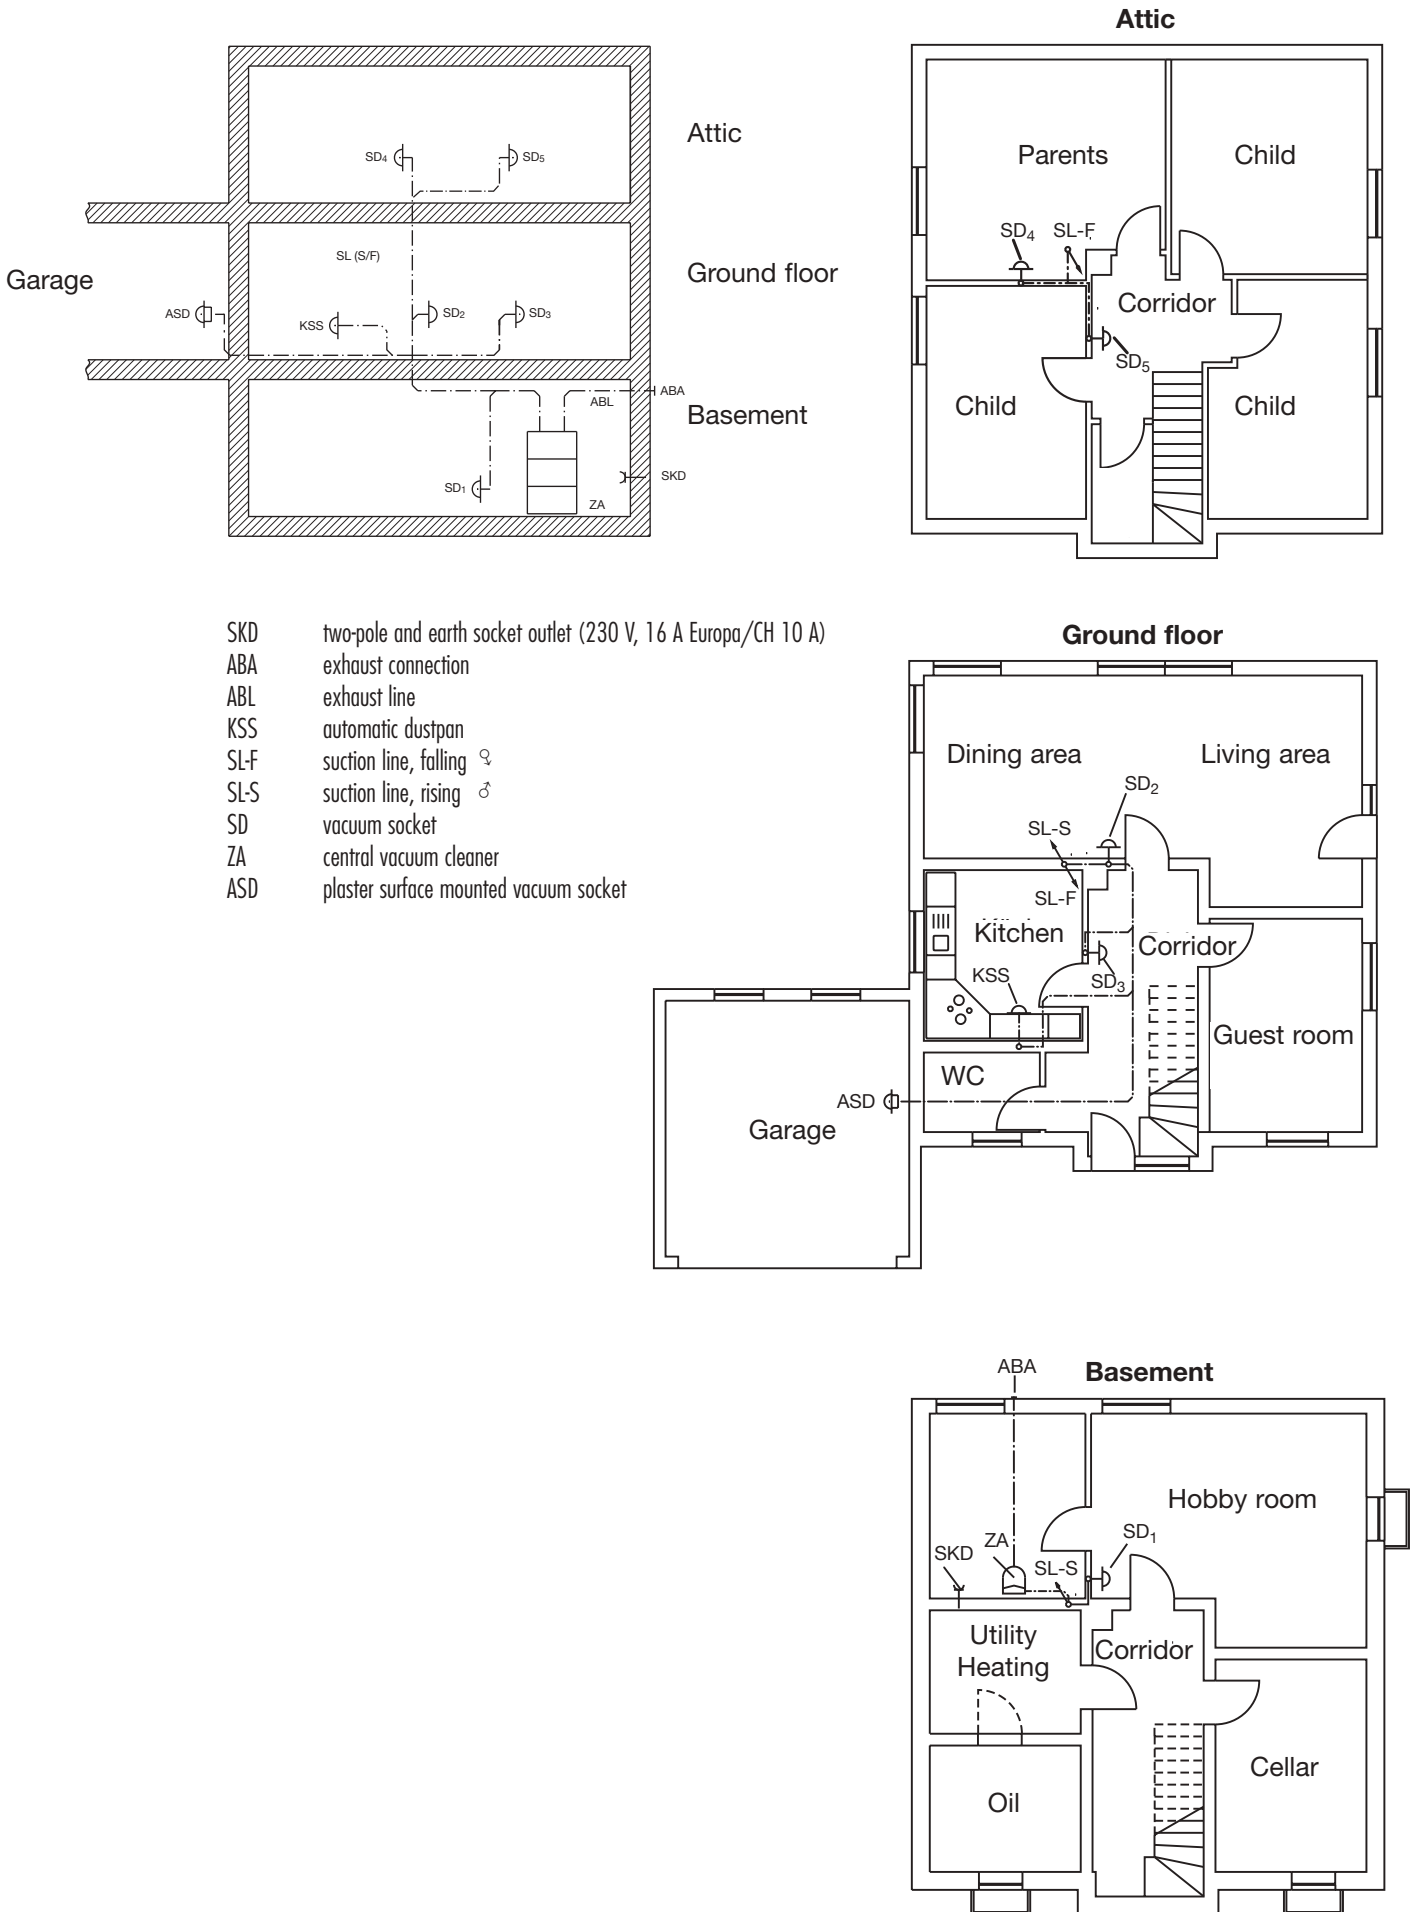 Attic
SD4
SD5
Attic
SL (S/F)
Garage
Ground floor
ASD
KSS
SD2
SD3
ABL
ABA
Basement
SD1
ZA
SKD
Parents
Child
SD4
SL-F
Corridor
SD5
Child
Child
SKD two-pole and earth socket outlet (230 V, 16 A Europa/CH 10 A)
ABA exhaust connection
ABL exhaust line
KSS automatic dustpan
SL-F suction line, falling
SL-S suction line, rising ♂
SD vacuum socket
ZA central vacuum cleaner
ASD plaster surface mounted vacuum socket
Ground floor
Dining area
Living area
SD2
SL-S
SL-F
Kitchen
Corridor
KSS
SD3
Guest room
WC
ASD
Garage
Basement
ABA
Hobby room
SD1
ZA
SKD
SL-S
Utility
Heating
Corridor
Cellar
Oil